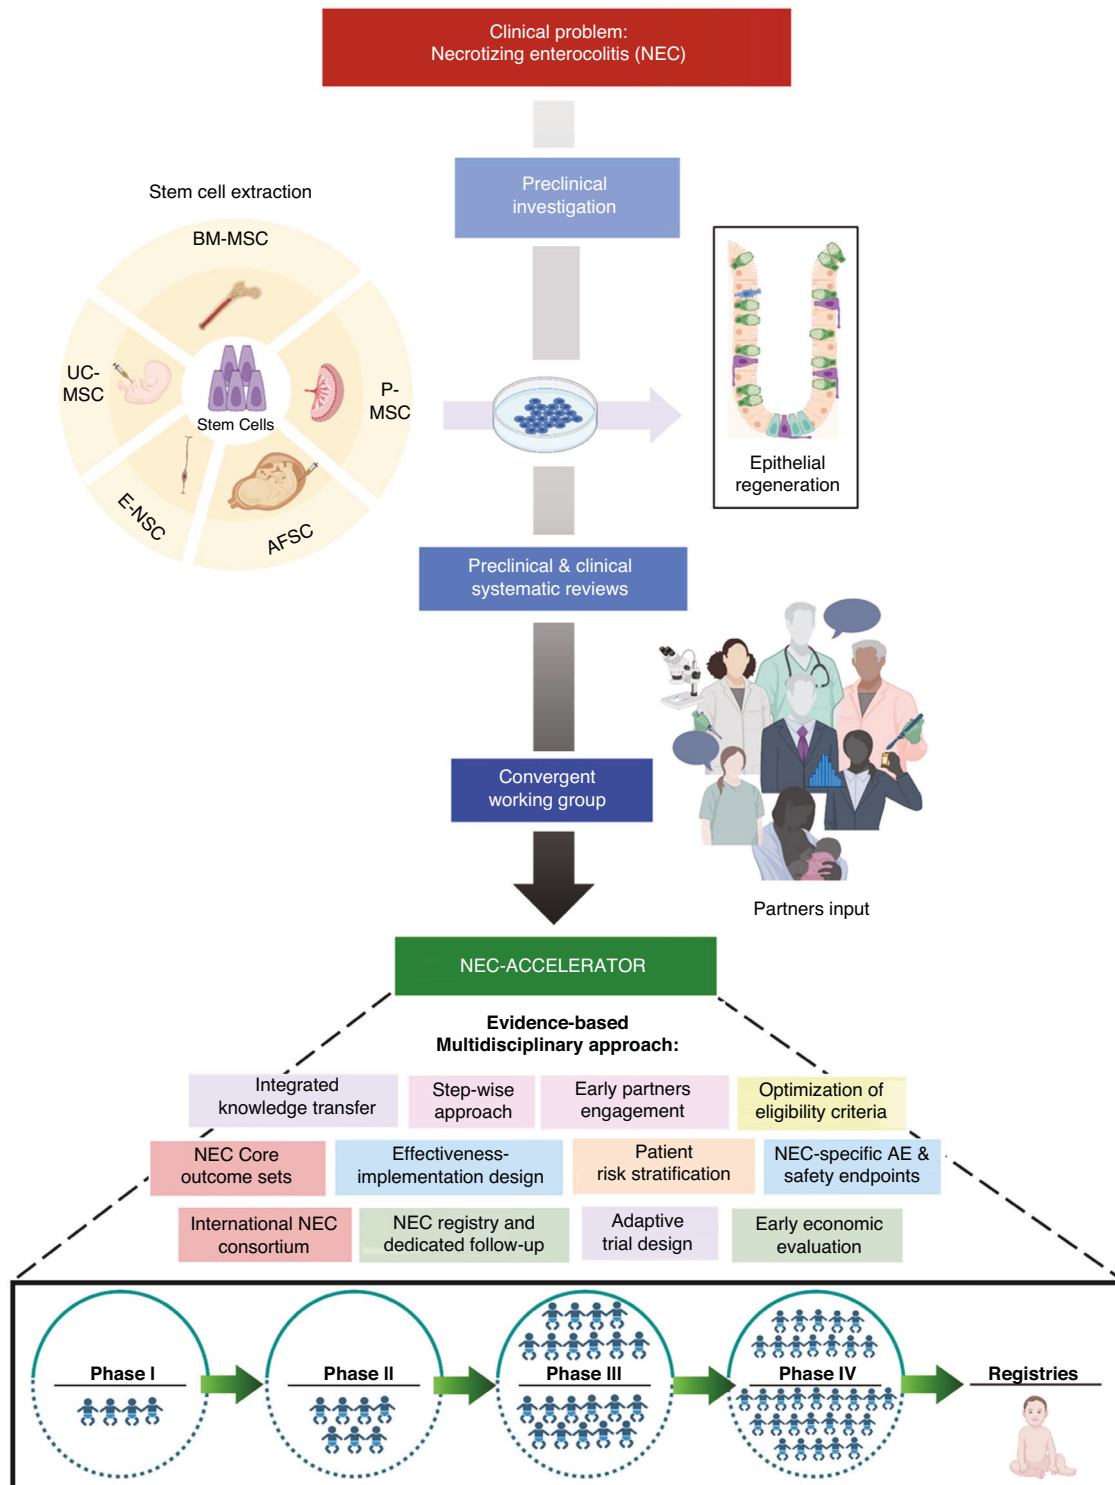 Clinical problem:
Necrotizing enterocolitis (NEC)
Preclinical
investigation
Stem cell extraction
BM-MSC
UC-
MSC
P-
MSC
Stem Cells
E-NSC
AFSC
Epithelial
regeneration
Preclinical & clinical
systematic reviews
Convergent
working group
Partners input
NEC-ACCELERATOR
Evidence-based
Multidisciplinary approach:
Integrated
knowledge transfer
Step-wise
approach
Early partners
engagement
Optimization of
eligibility criteria
NEC Core
outcome sets
Effectiveness-
implementation design
Patient
risk stratification
NEC-specific AE &
safety endpoints
International NEC
consortium
NEC registry and
dedicated follow-up
Adaptive
trial design
Early economic
evaluation
Phase I
Phase II
Phase III
Phase IV
Registries